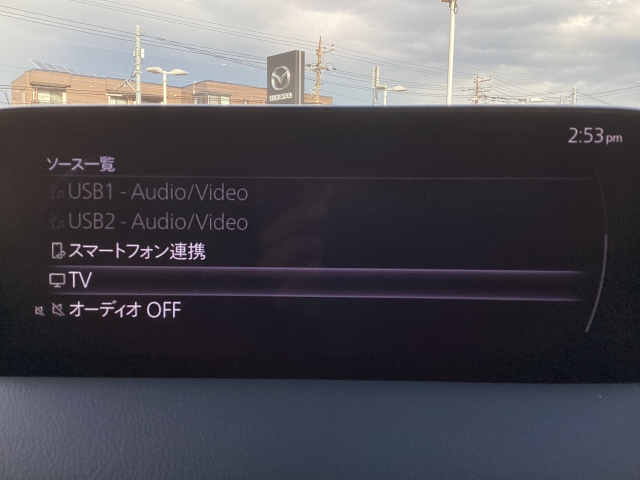 2:53pm
ソース一覧
USB1 - Audio/Video
USB2 - Audio/Video
スマートフォン連携
TV
オーディオ OFF